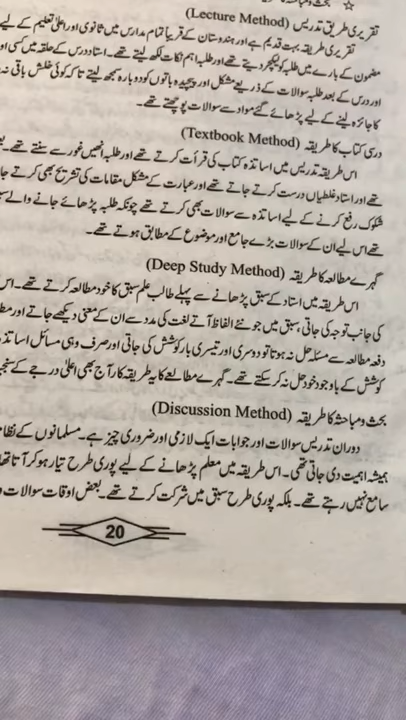 ☆ بحث ومباحثہ
تقریری طریق تدریس (Lecture Method)
تقریری طریقہ بہت قدیم ہے اور ہندوستان کے قریباً تمام مدارس میں ثانوی اور اعلیٰ تعلیم کے لیے
مضمون کے بارے میں طلبہ کو لیکچر دیتے تھے اور طلبہ اہم نکات لکھ لیتے تھے۔ استاد درس کے حلقہ میں کسی
اور درس کے بعد طلبہ سوالات کے ذریعے مشکل اور پیچیدہ باتوں کو دوبارہ سمجھ لیتے تا کہ کوئی خلش باقی نہ
کا جائزہ لینے کے لیے پڑھائے گئے مواد سے سوالات پوچھتے تھے۔
درسی کتاب کا طریقہ (Textbook Method)
اس طریقہ تدریس میں اساتذہ کتاب کی قرأت کرتے تھے اور طلبہ انھیں غور سے سنتے تھے۔
تھے اور استاد غلطیاں درست کرتے جاتے تھے اور عبارت کے مشکل مقامات کی تشریح بھی کرتے
شکوک رفع کرنے کے لیے اساتذہ سے سوالات بھی کرتے تھے چونکہ طلبہ پڑھائے جانے والے
تھے اس لیے ان کے سوالات بڑے جامع اور موضوع کے مطابق ہوتے تھے۔
گہرے مطالعہ کا طریقہ (Deep Study Method)
اس طریقہ میں استاد کے سبق پڑھانے سے پہلے طالب علم سبق کا خود مطالعہ کرتے تھے۔ اس
کی جانب توجہ کی جاتی، سبق میں جو نئے الفاظ آتے لغت کی مدد سے ان کے معنی دیکھے جاتے اور
دفعہ مطالعہ سے مسئلہ حل نہ ہوتا تو دوسری اور تیسری بار کوشش کی جاتی اور صرف وہی مسائل
کوشش کے باوجود خود حل نہ کر سکتے تھے۔ گہرے مطالعے کا یہ طریقہ کار آج بھی اعلیٰ درجے کے
بحث ومباحثہ کا طریقہ (Discussion Method)
دوران تدریس سوالات اور جوابات ایک لازمی اور ضروری چیز ہے۔ مسلمانوں کے
ہمیشہ اہمیت دی جاتی تھی۔ اس طریقہ میں معلم پڑھانے کے لیے پوری طرح تیار ہو کر آتا تھا
سامع نہیں رہتے تھے۔ بلکہ پوری طرح سبق میں شرکت کرتے تھے۔ بعض اوقات سوالات
20